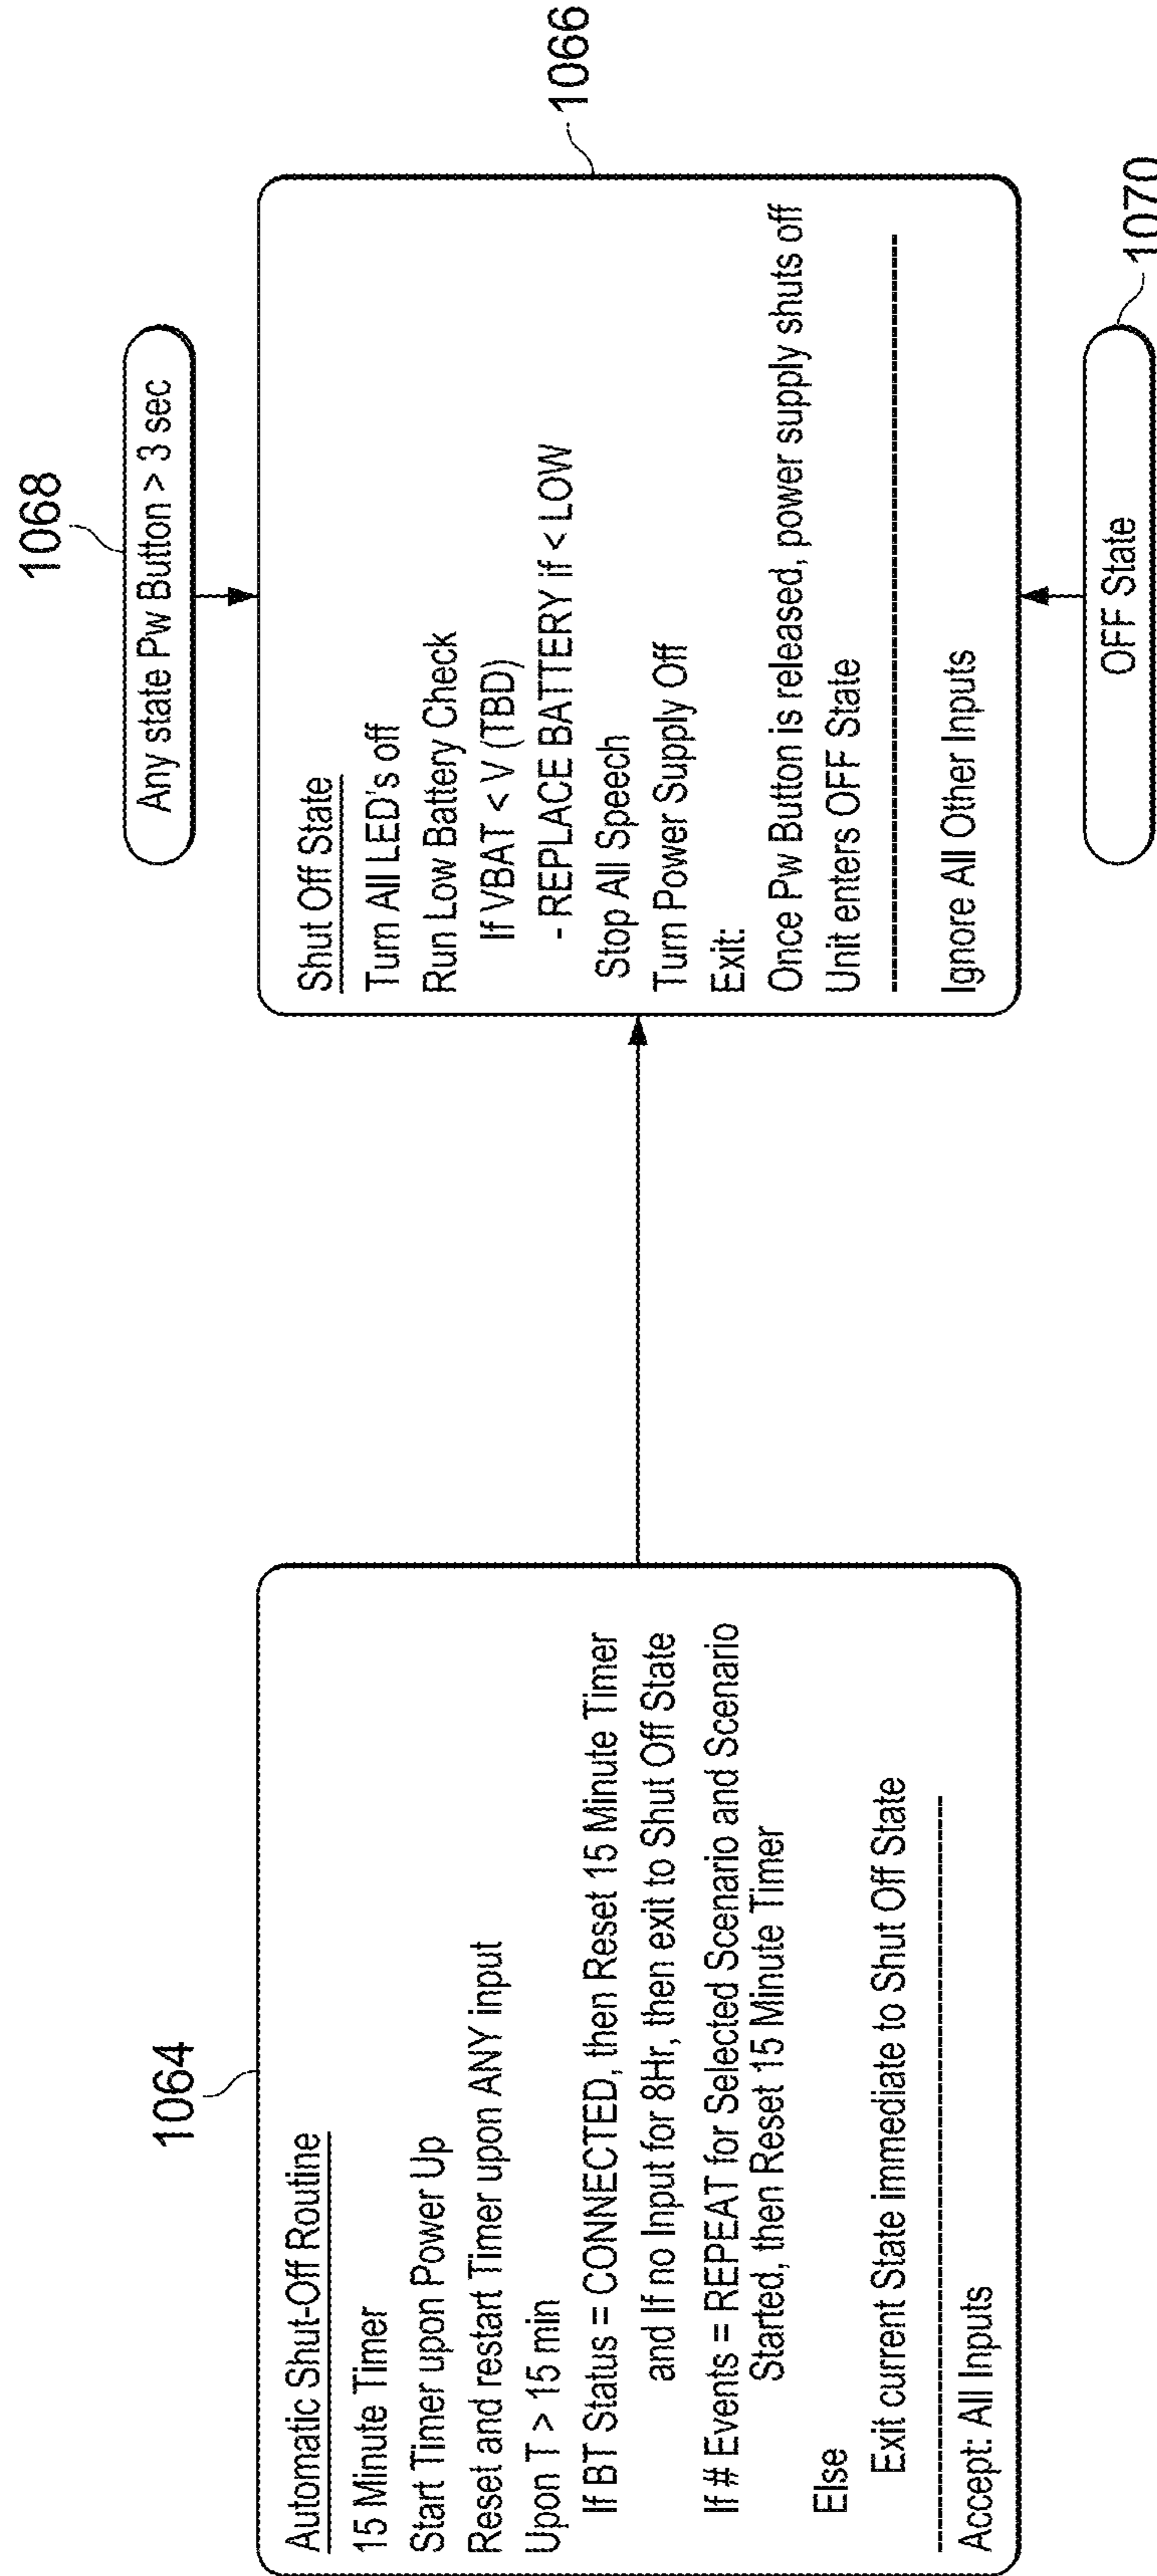 1064
Automatic Shut-Off Routine
15 Minute Timer
Start Timer upon Power Up
Reset and restart Timer upon ANY input
Upon T > 15 min
If BT Status = CONNECTED, then Reset 15 Minute Timer
and If no Input for 8Hr, then exit to Shut Off State
If # Events = REPEAT for Selected Scenario and Scenario
Started, then Reset 15 Minute Timer
Else
Exit current State immediate to Shut Off State
Accept: All Inputs
1068
Any state Pw Button > 3 sec
Shut Off State
Turn All LED's off
Run Low Battery Check
If VBAT < V (TBD)
- REPLACE BATTERY if < LOW
Stop All Speech
Turn Power Supply Off
Exit:
Once Pw Button is released, power supply shuts off
Unit enters OFF State
Ignore All Other Inputs
1066
OFF State
1070